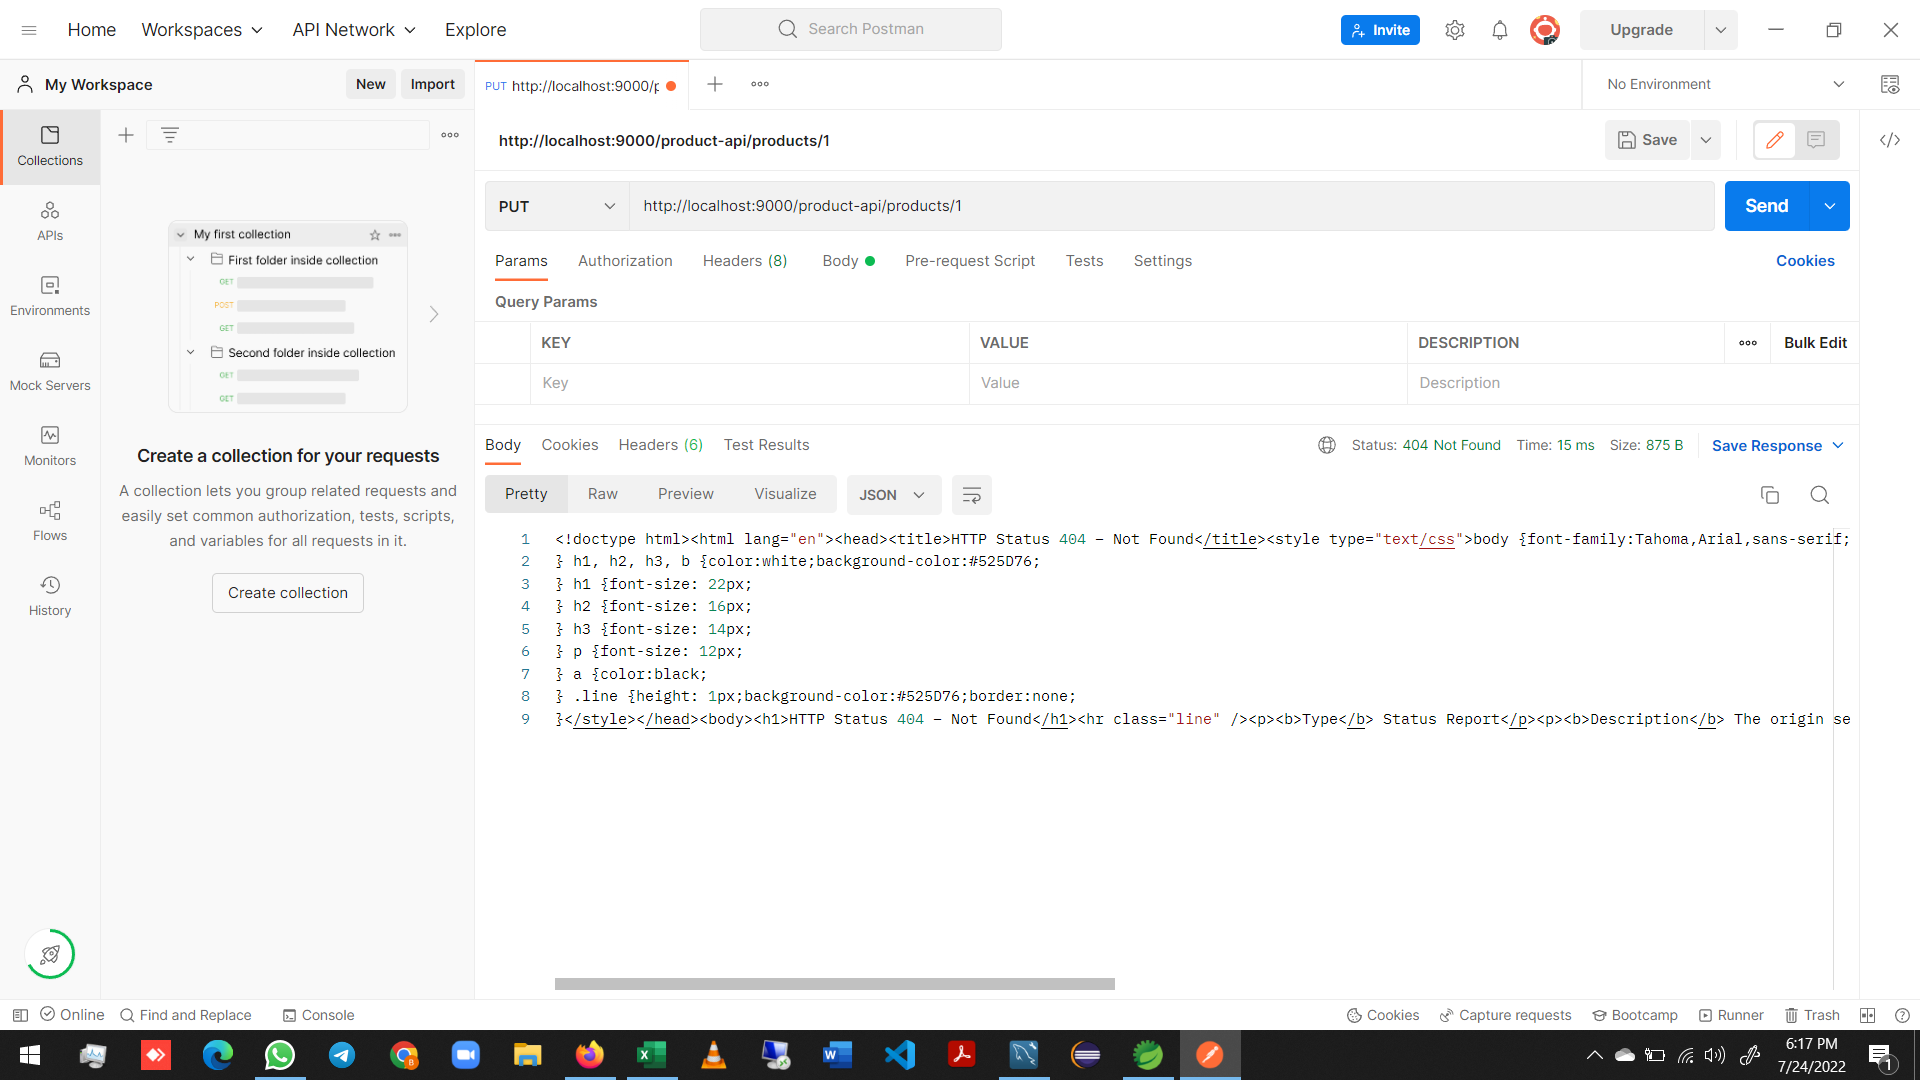 Home Workspaces API Network Explore Search Postman Invite Upgrade
My Workspace New Import PUT http://localhost:9000/p No Environment
Collections
APIs
Environments
Mock Servers
Monitors
Flows
History
My first collection
First folder inside collection
GET
POST
GET
Second folder inside collection
GET
GET
Create a collection for your requests
A collection lets you group related requests and
easily set common authorization, tests, scripts,
and variables for all requests in it.
Create collection
http://localhost:9000/product-api/products/1 Save
PUT http://localhost:9000/product-api/products/1 Send
Params Authorization Headers (8) Body Pre-request Script Tests Settings Cookies
Query Params
KEY VALUE DESCRIPTION Bulk Edit
Key Value Description
Body Cookies Headers (6) Test Results Status: 404 Not Found Time: 15 ms Size: 875 B Save Response
Pretty Raw Preview Visualize JSON
1 <!doctype html><html lang="en"><head><title>HTTP Status 404 – Not Found</title><style type="text/css">body {font-family:Tahoma,Arial,sans-serif;
2 } h1, h2, h3, b {color:white;background-color:#525D76;
3 } h1 {font-size: 22px;
4 } h2 {font-size: 16px;
5 } h3 {font-size: 14px;
6 } p {font-size: 12px;
7 } a {color:black;
8 } .line {height: 1px;background-color:#525D76;border:none;
9 }</style></head><body><h1>HTTP Status 404 – Not Found</h1><hr class="line" /><p><b>Type</b> Status Report</p><p><b>Description</b> The origin se
Online Find and Replace Console Cookies Capture requests Bootcamp Runner Trash
6:17 PM
7/24/2022
1